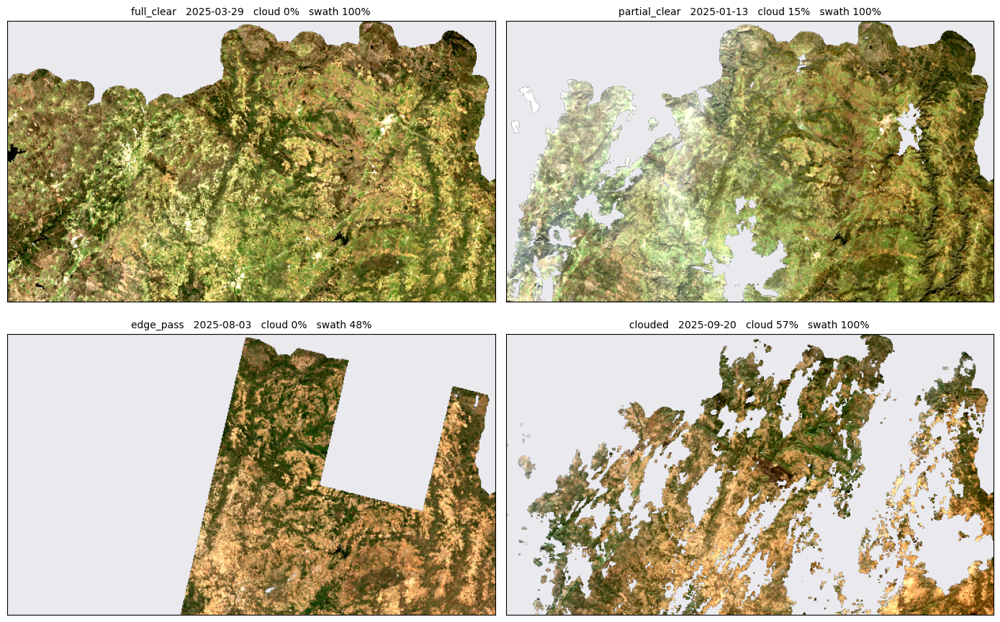 full_clear   2025-03-29   cloud 0%   swath 100%
partial_clear   2025-01-13   cloud 15%   swath 100%
edge_pass   2025-08-03   cloud 0%   swath 48%
clouded   2025-09-20   cloud 57%   swath 100%